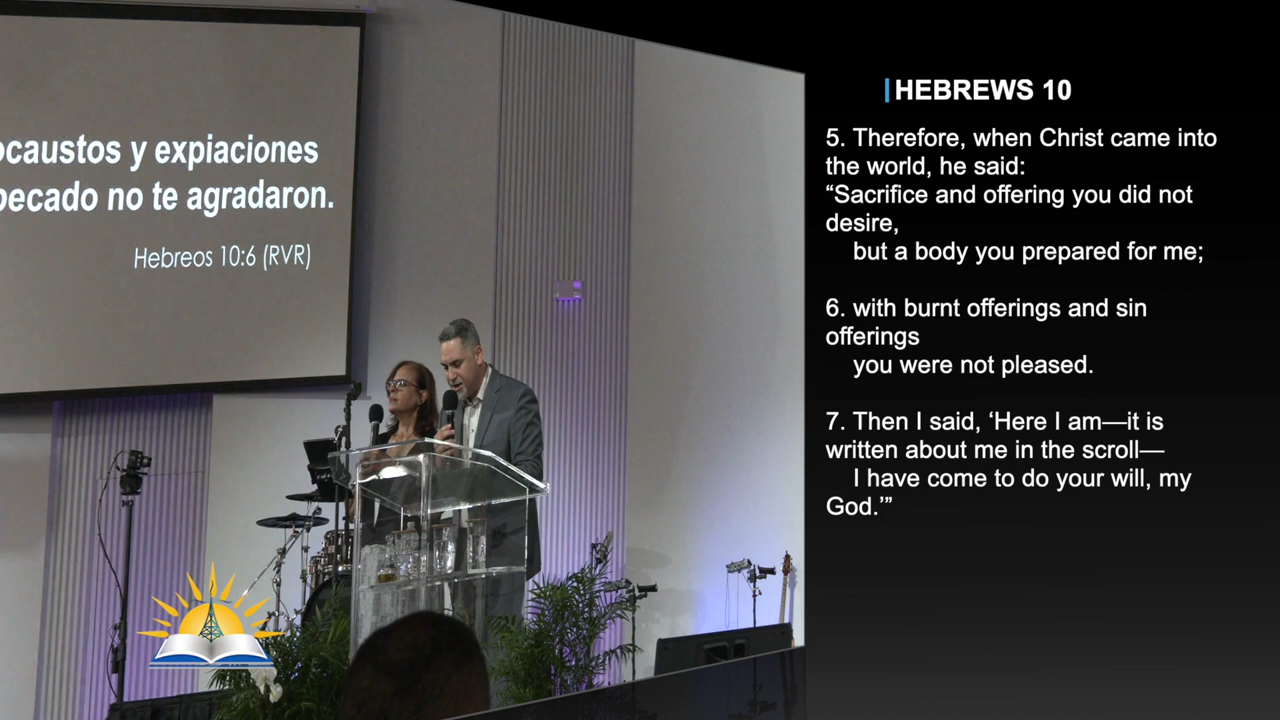 y expiaciones
no te agradaron.
Hebreos 10:6 (RVR)
HEBREWS 10
5. Therefore, when Christ came into
the world, he said:
“Sacrifice and offering you did not
desire,
but a body you prepared for me;
6. with burnt offerings and sin
offerings
you were not pleased.
7. Then I said, ‘Here I am—it is
written about me in the scroll—
I have come to do your will, my
God.’”